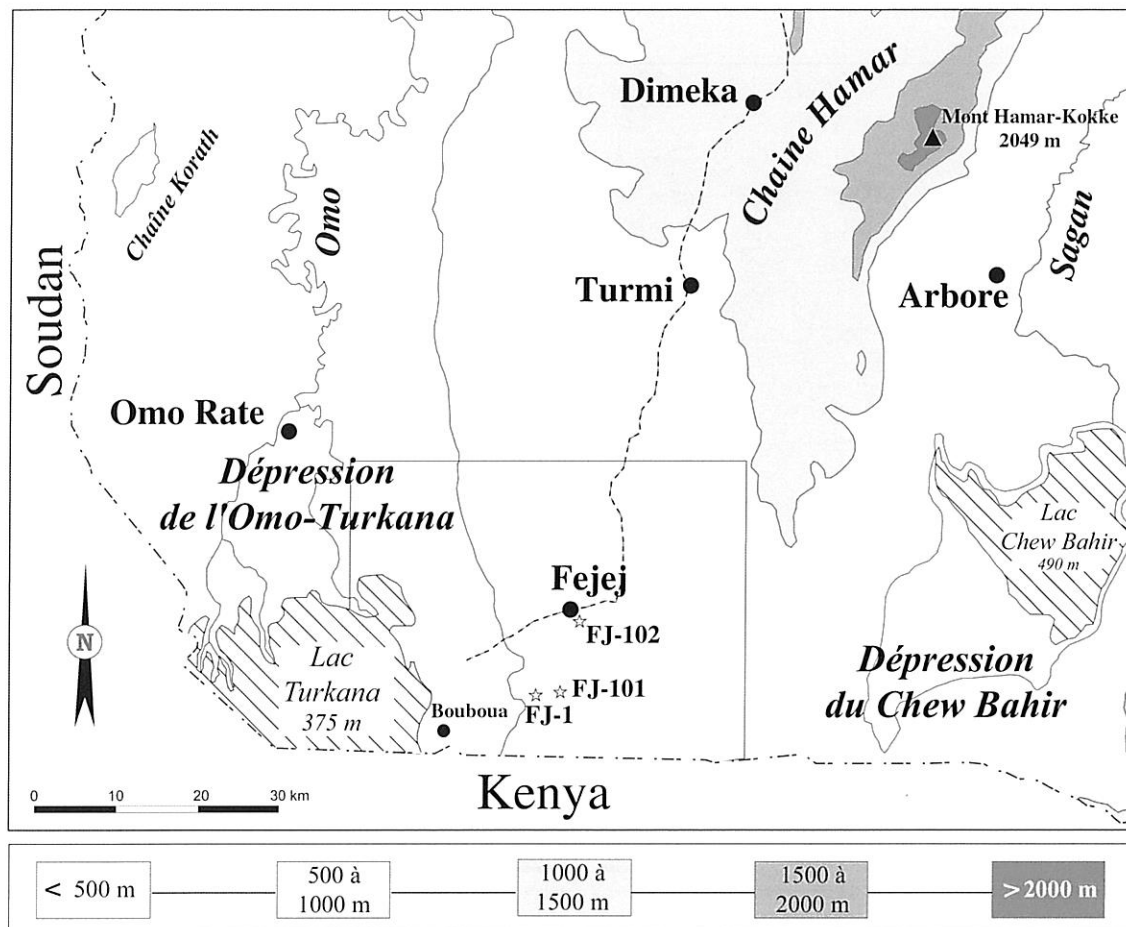 Dimeka
Chaine Hamar
Mont Hamar-Kokke
2049 m
Chaîne Korath
Omo
Sagan
Soudan
Turmi
Arbore
Omo Rate
Dépression
de l'Omo-Turkana
Lac
Chew Bahir
490 m
Fejej
FJ-102
N
Lac
Turkana
375 m
FJ-101
FJ-1
Bouboua
Dépression
du Chew Bahir
Kenya
0 10 20 30 km
< 500 m
500 à
1000 m
1000 à
1500 m
1500 à
2000 m
> 2000 m